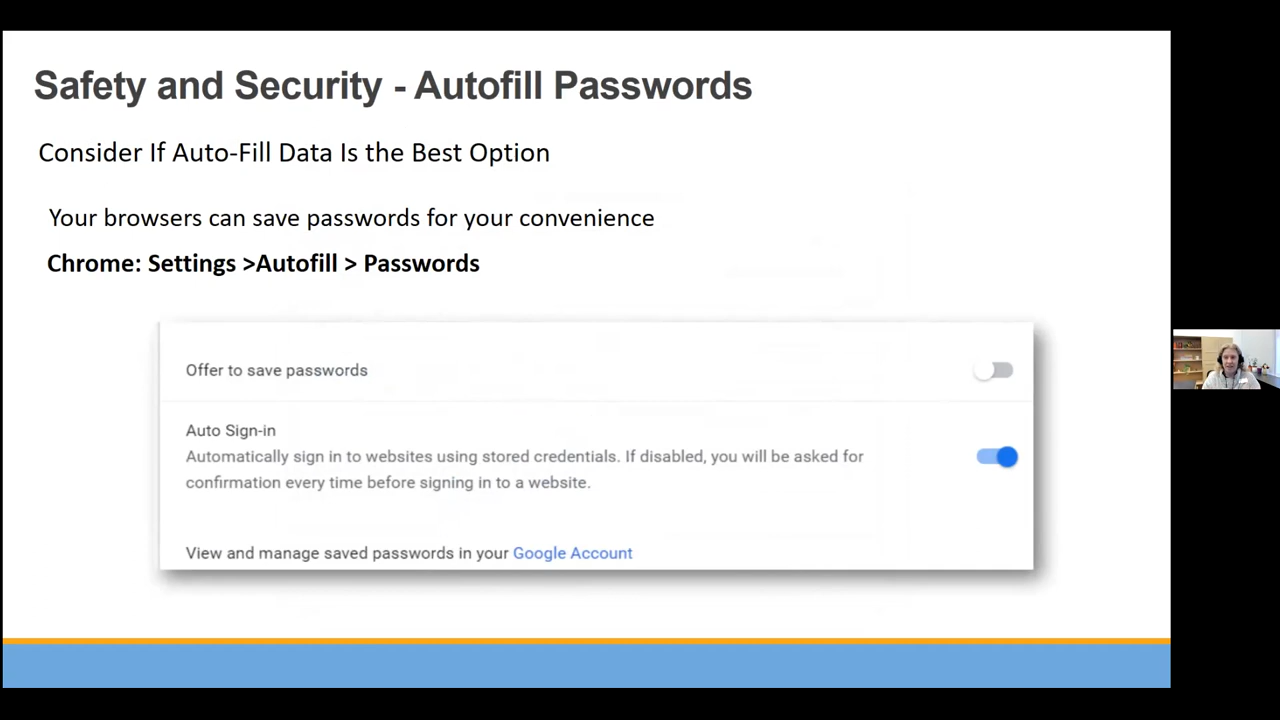 Safety and Security - Autofill Passwords
Consider If Auto-Fill Data Is the Best Option
Your browsers can save passwords for your convenience
Chrome: Settings >Autofill > Passwords
Offer to save passwords
Auto Sign-in
Automatically sign in to websites using stored credentials. If disabled, you will be asked for
confirmation every time before signing in to a website.
View and manage saved passwords in your Google Account